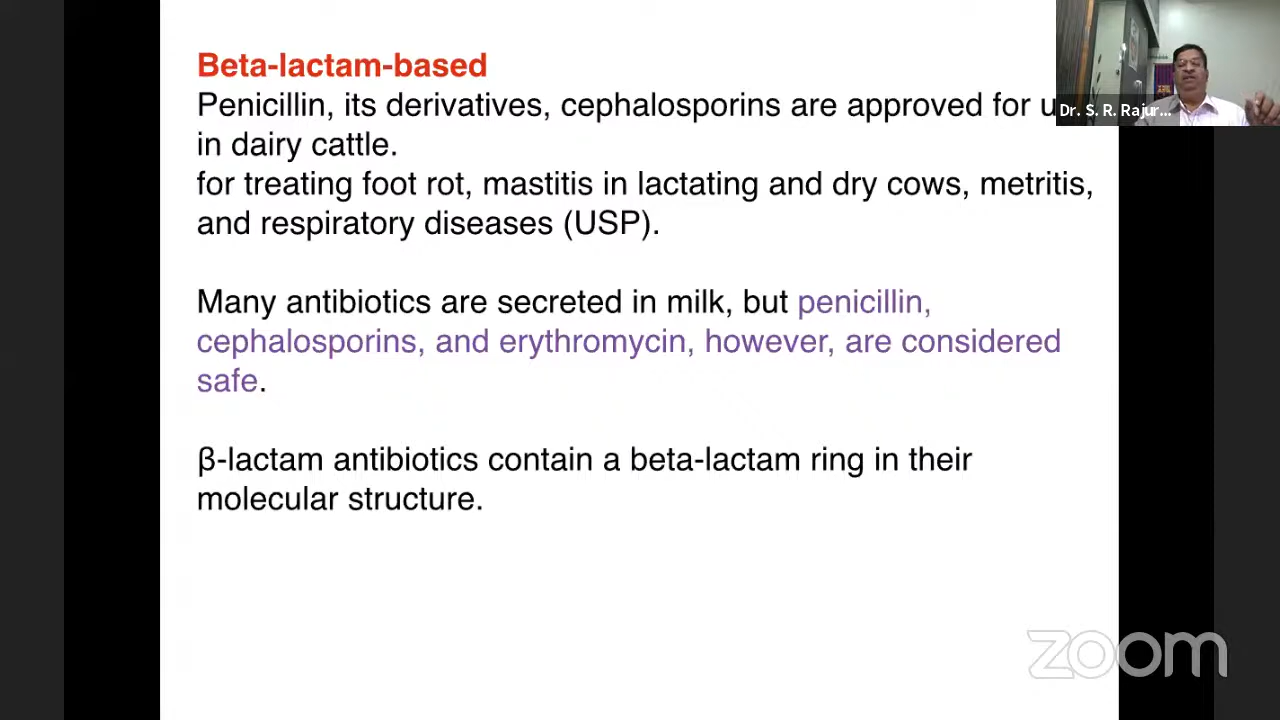 Beta-lactam-based
Penicillin, its derivatives, cephalosporins are approved for u
in dairy cattle.
for treating foot rot, mastitis in lactating and dry cows, metritis,
and respiratory diseases (USP).
Many antibiotics are secreted in milk, but penicillin,
cephalosporins, and erythromycin, however, are considered
safe.
β-lactam antibiotics contain a beta-lactam ring in their
molecular structure.
Dr. S. R. Rajur...
zoom